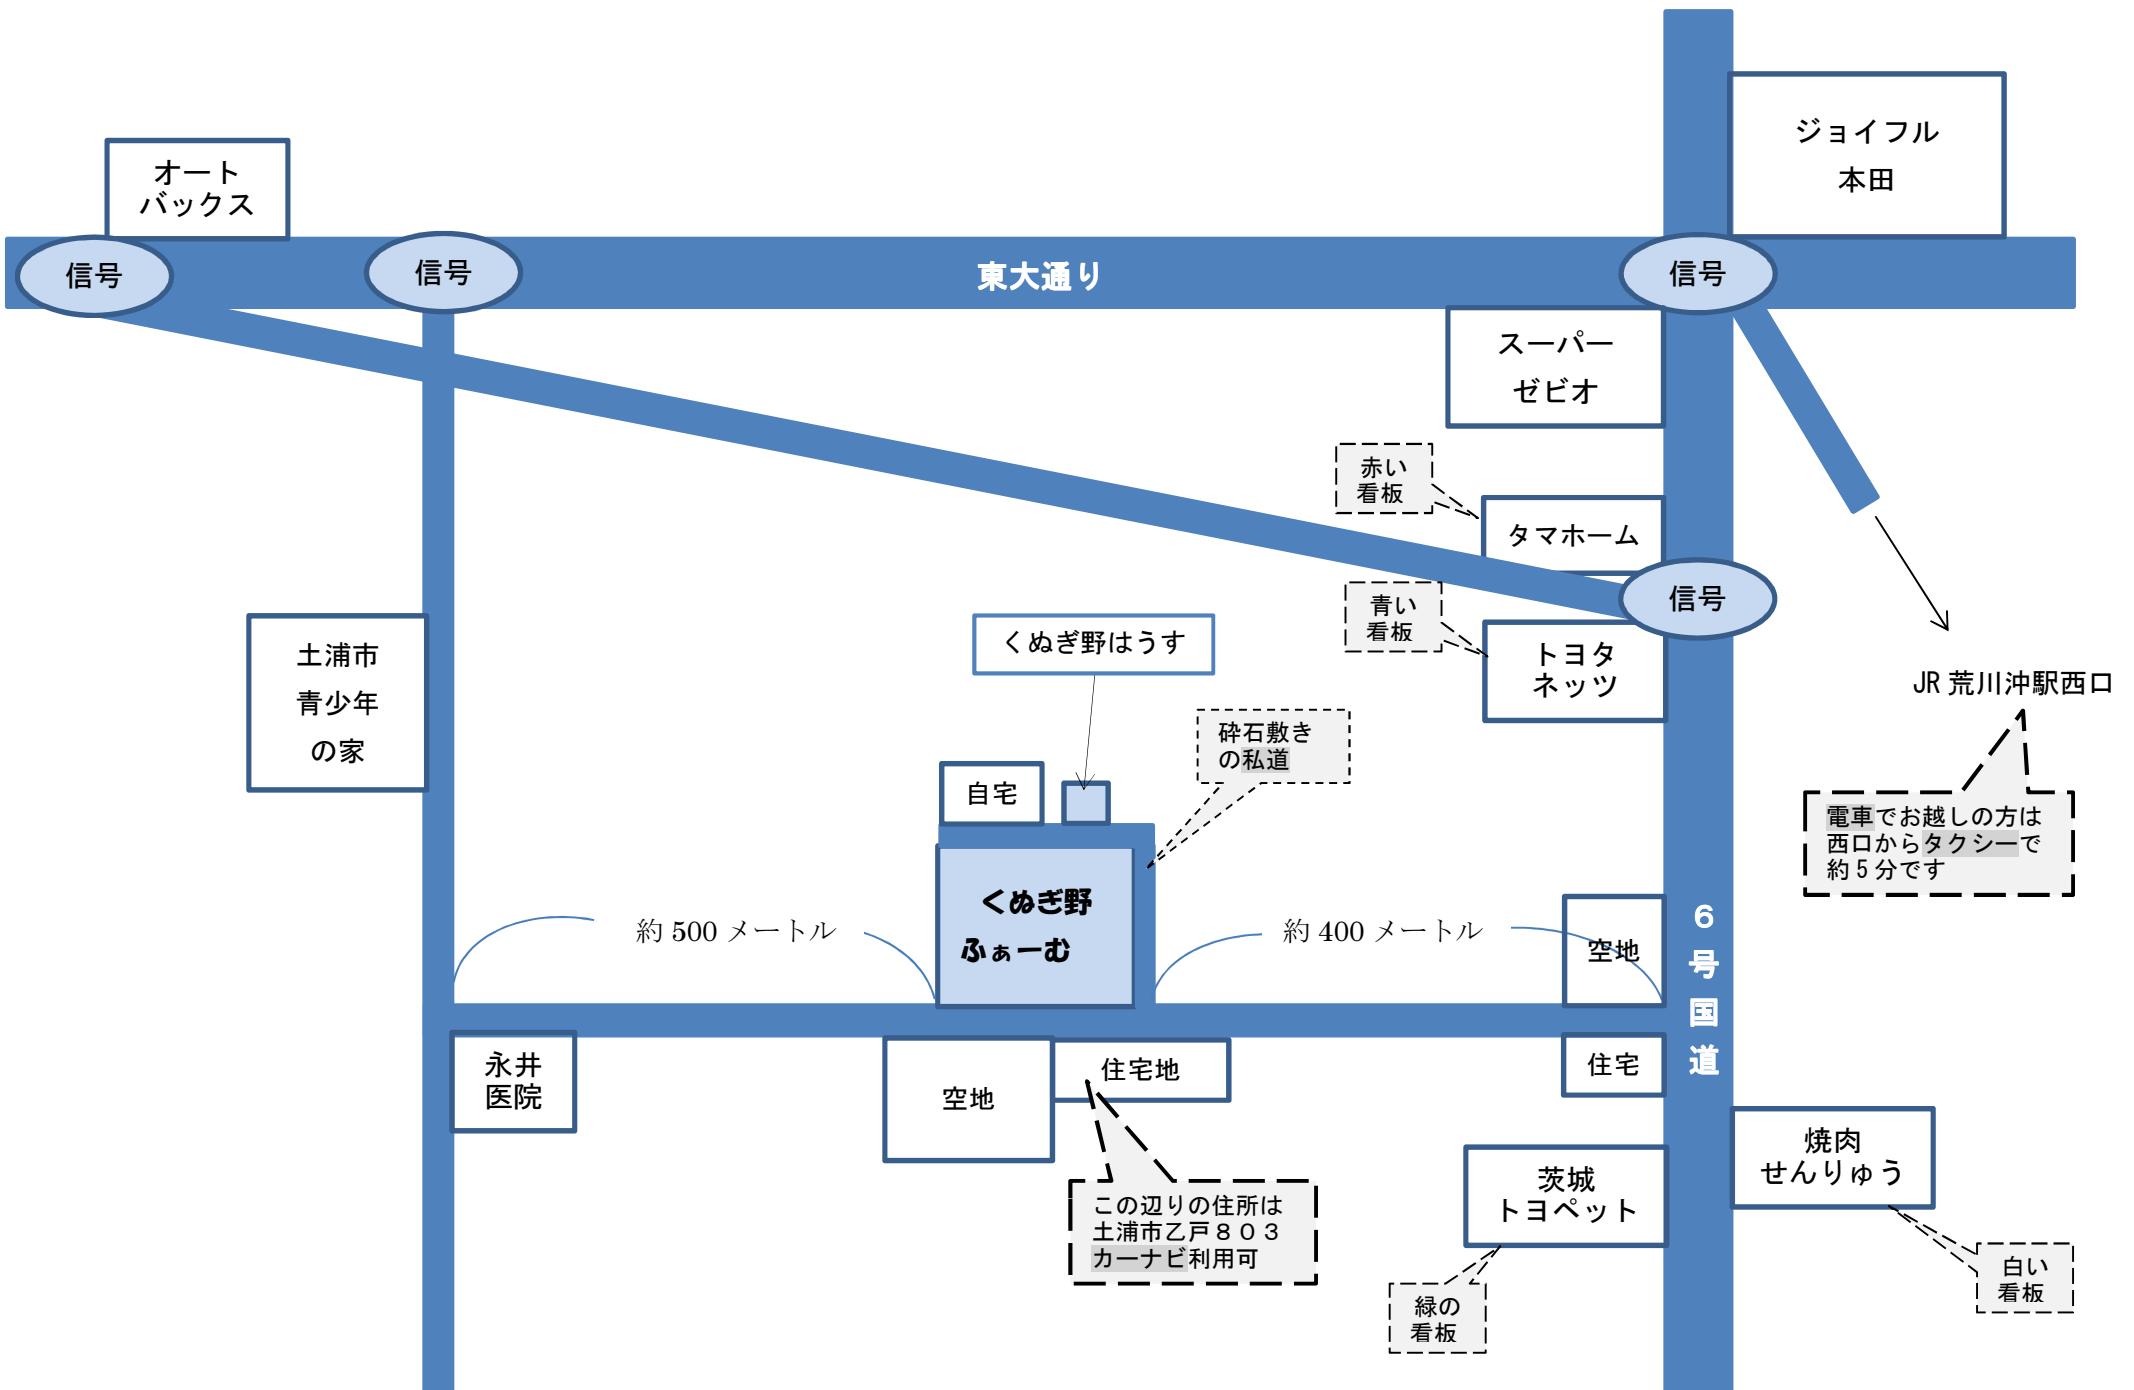 ジョイフル
本田
オート
バックス
信号
信号
東大通り
信号
スーパー
ゼビオ
赤い
看板
タマホーム
信号
青い
看板
トヨタ
ネッツ
くぬぎ野はうす
土浦市
青少年
の家
JR 荒川沖駅西口
砕石敷き
の私道
自宅
電車でお越しの方は
西口からタクシーで
約5分です
くぬぎ野
ふぁーむ
約 500 メートル
約 400 メートル
空地
6
号
国
道
永井
医院
空地
住宅地
住宅
この辺りの住所は
土浦市乙戸803
カーナビ利用可
茨城
トヨペット
焼肉
せんりゅう
緑の
看板
白い
看板